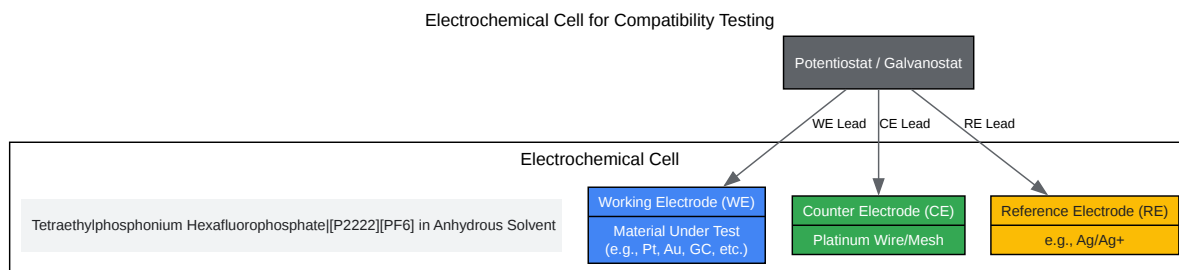 Electrochemical Cell for Compatibility Testing
Potentiostat / Galvanostat
WE Lead
CE Lead
RE Lead
Electrochemical Cell
Tetraethylphosphonium Hexafluorophosphate|[P2222][PF6] in Anhydrous Solvent
Working Electrode (WE)
Material Under Test
(e.g., Pt, Au, GC, etc.)
Counter Electrode (CE)
Platinum Wire/Mesh
Reference Electrode (RE)
e.g., Ag/Ag+